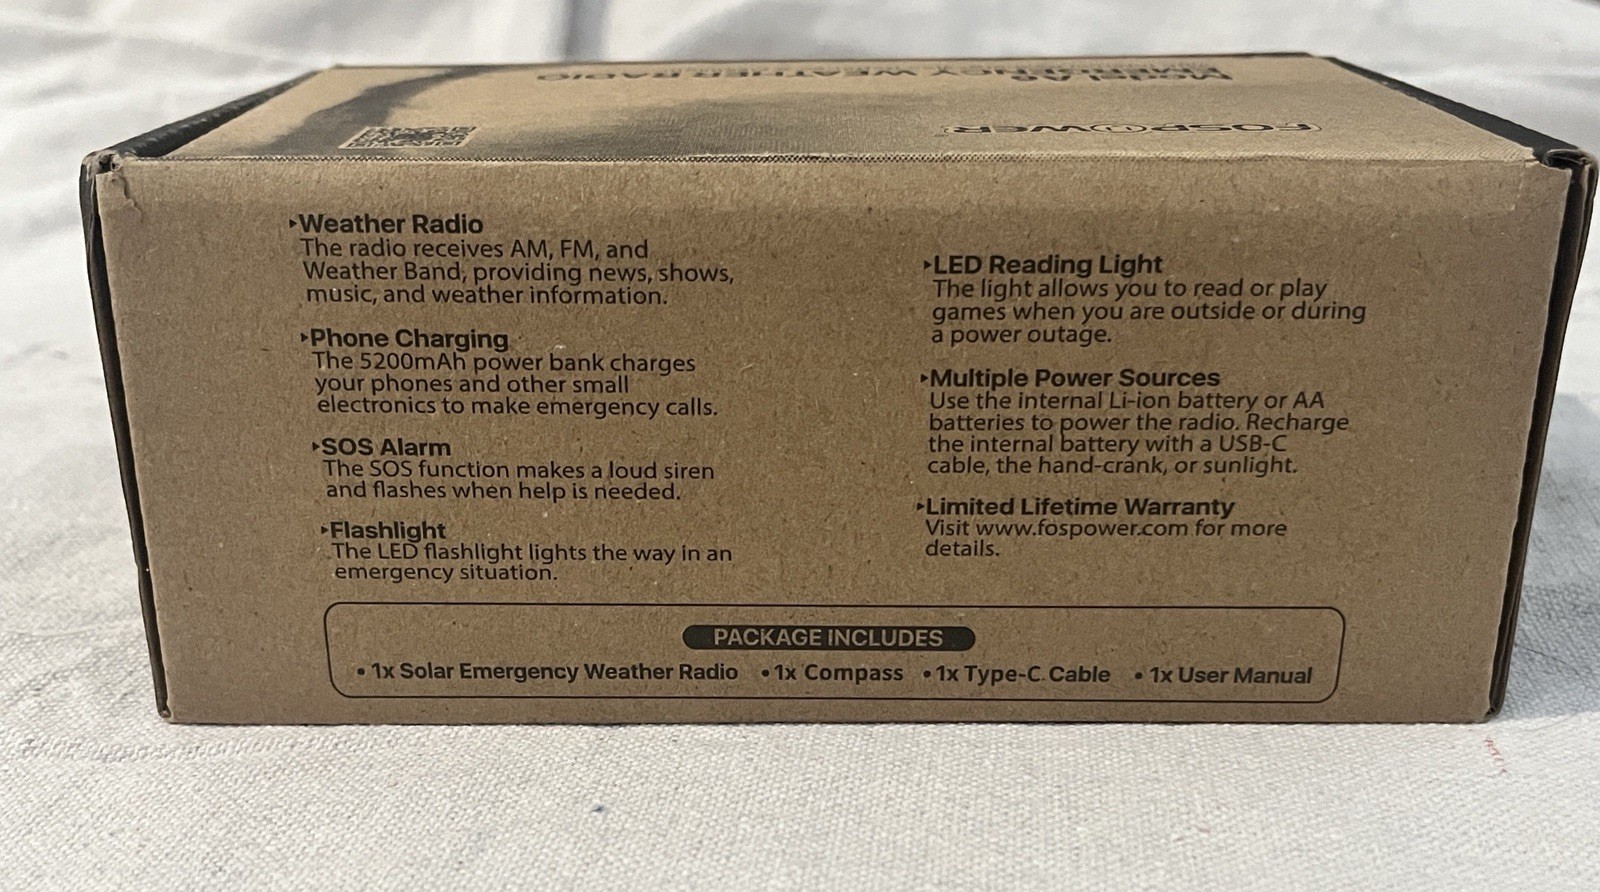 Model A6
EMERGENCY WEATHER RADIO
FOSPOWER
Weather Radio
The radio receives AM, FM, and
Weather Band, providing news, shows,
music, and weather information.
Phone Charging
The 5200mAh power bank charges
your phones and other small
electronics to make emergency calls.
SOS Alarm
The SOS function makes a loud siren
and flashes when help is needed.
Flashlight
The LED flashlight lights the way in an
emergency situation.
LED Reading Light
The light allows you to read or play
games when you are outside or during
a power outage.
Multiple Power Sources
Use the internal Li-ion battery or AA
batteries to power the radio. Recharge
the internal battery with a USB-C
cable, the hand-crank, or sunlight.
Limited Lifetime Warranty
Visit www.fospower.com for more
details.
PACKAGE INCLUDES
• 1x Solar Emergency Weather Radio • 1x Compass • 1x Type-C Cable • 1x User Manual